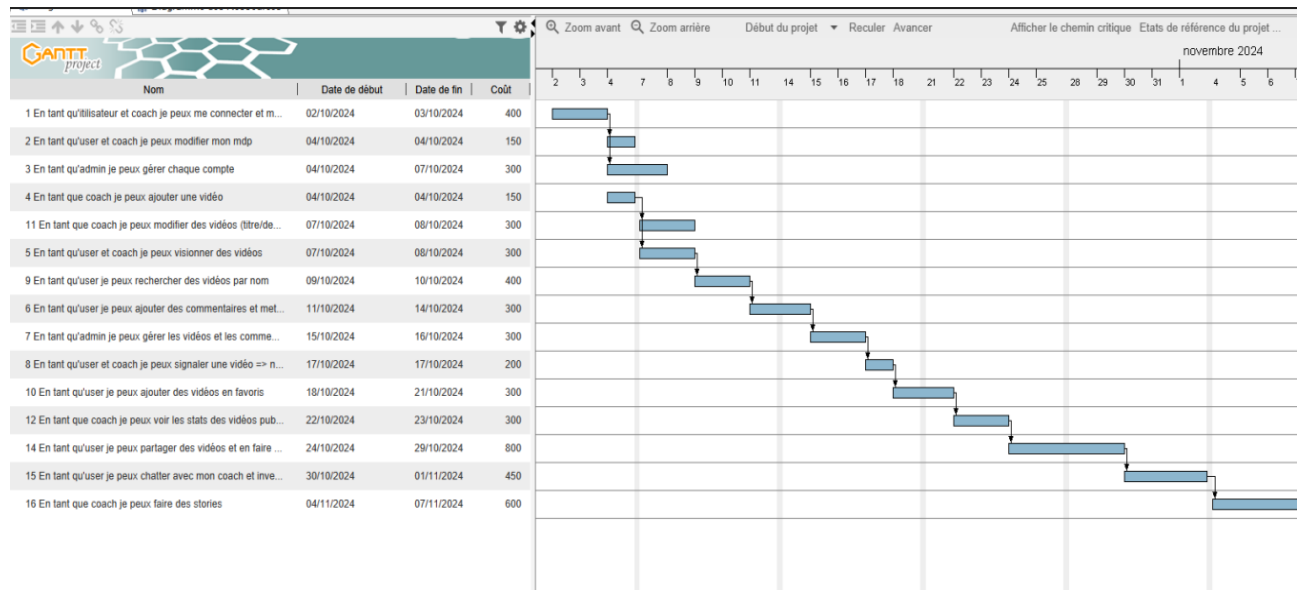 Zoom avant Zoom arrière Début du projet Reculer Avancer Afficher le chemin critique Etats de référence du projet ...
GANTT
project
novembre 2024
2 3 4 7 8 9 10 11 14 15 16 17 18 21 22 23 24 25 28 29 30 31 1 4 5 6
Nom Date de début Date de fin Coût
1 En tant qu'itilisateur et coach je peux me connecter et m... 02/10/2024 03/10/2024 400
2 En tant qu'user et coach je peux modifier mon mdp 04/10/2024 04/10/2024 150
3 En tant qu'admin je peux gérer chaque compte 04/10/2024 07/10/2024 300
4 En tant que coach je peux ajouter une vidéo 04/10/2024 04/10/2024 150
11 En tant que coach je peux modifier des vidéos (titre/de... 07/10/2024 08/10/2024 300
5 En tant qu'user et coach je peux visionner des vidéos 07/10/2024 08/10/2024 300
9 En tant qu'user je peux rechercher des vidéos par nom 09/10/2024 10/10/2024 400
6 En tant qu'user je peux ajouter des commentaires et met... 11/10/2024 14/10/2024 300
7 En tant qu'admin je peux gérer les vidéos et les comme... 15/10/2024 16/10/2024 300
8 En tant qu'user et coach je peux signaler une vidéo => n... 17/10/2024 17/10/2024 200
10 En tant qu'user je peux ajouter des vidéos en favoris 18/10/2024 21/10/2024 300
12 En tant que coach je peux voir les stats des vidéos pub... 22/10/2024 23/10/2024 300
14 En tant qu'user je peux partager des vidéos et en faire ... 24/10/2024 29/10/2024 800
15 En tant qu'user je peux chatter avec mon coach et inve... 30/10/2024 01/11/2024 450
16 En tant que coach je peux faire des stories 04/11/2024 07/11/2024 600